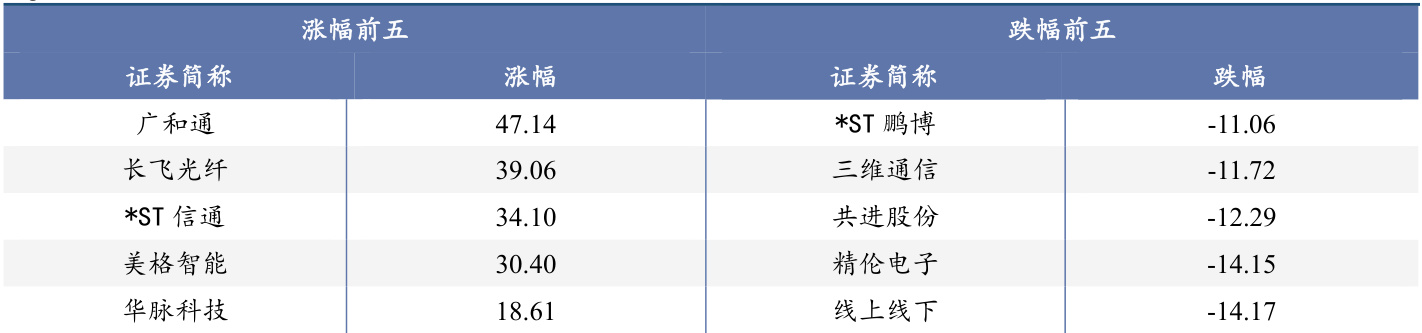 涨幅前五 跌幅前五
证券简称 涨幅 证券简称 跌幅
广和通 47.14 *ST 鹏博 -11.06
长飞光纤 39.06 三维通信 -11.72
*ST 信通 34.10 共进股份 -12.29
美格智能 30.40 精伦电子 -14.15
华脉科技 18.61 线上线下 -14.17